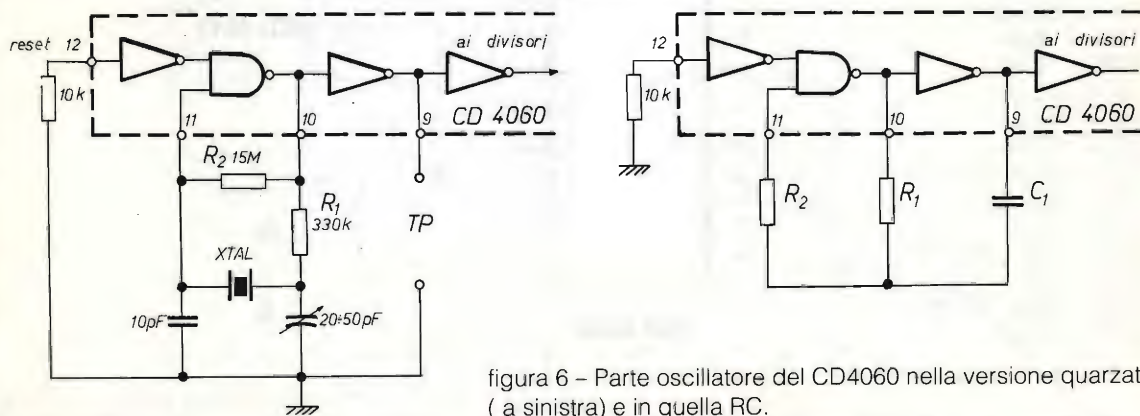 reset 12
10k
ai divisori
CD 4060
11
10
9
R2 15M
R1
330k
XTAL
TP
10pF
20÷50pF
12
10k
ai divisori
CD 4060
11
10
9
R2
R1
C1
figura 6 – Parte oscillatore del CD4060 nella versione quarzat
( a sinistra) e in quella RC.